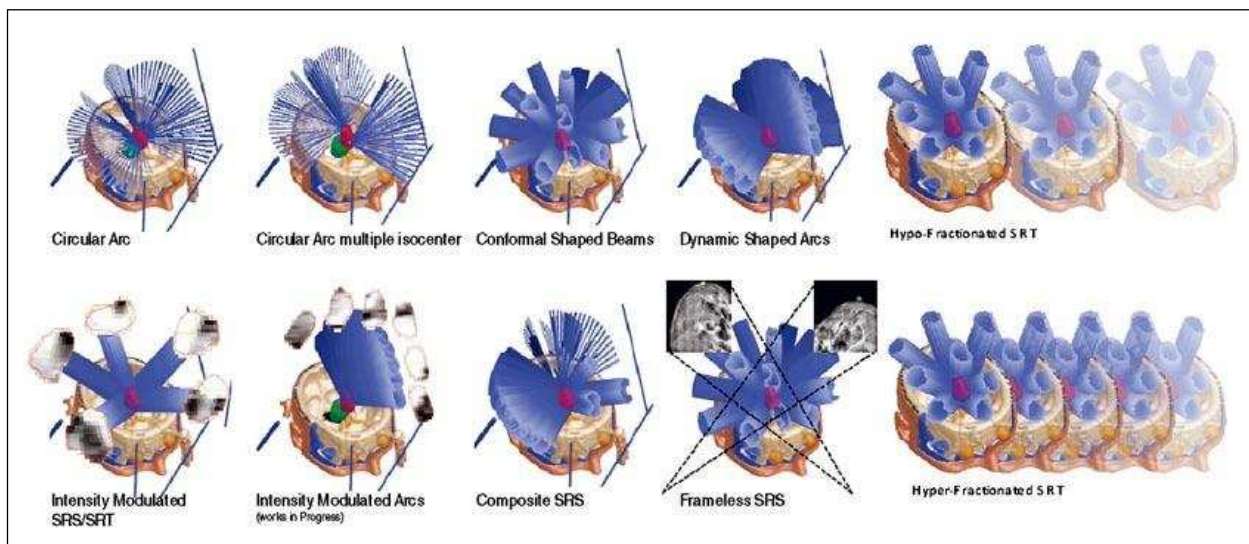 Circular Arc
Circular Arc multiple isocenter
Conformal Shaped Beams
Dynamic Shaped Arcs
Hypo-Fractionated SRT
Intensity Modulated
SRS/SRT
Intensity Modulated Arcs
(works in Progress)
Composite SRS
Frameless SRS
Hyper-Fractionated SRT